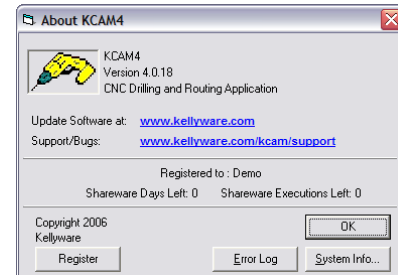 About KCAM4
KCAM4
Version 4.0.18
CNC Drilling and Routing Application
Update Software at: www.kellyware.com
Support/Bugs: www.kellyware.com/kcam/support
Registered to : Demo
Shareware Days Left: 0 Shareware Executions Left: 0
Copyright 2006
Kellyware
OK
Register Error Log System Info...